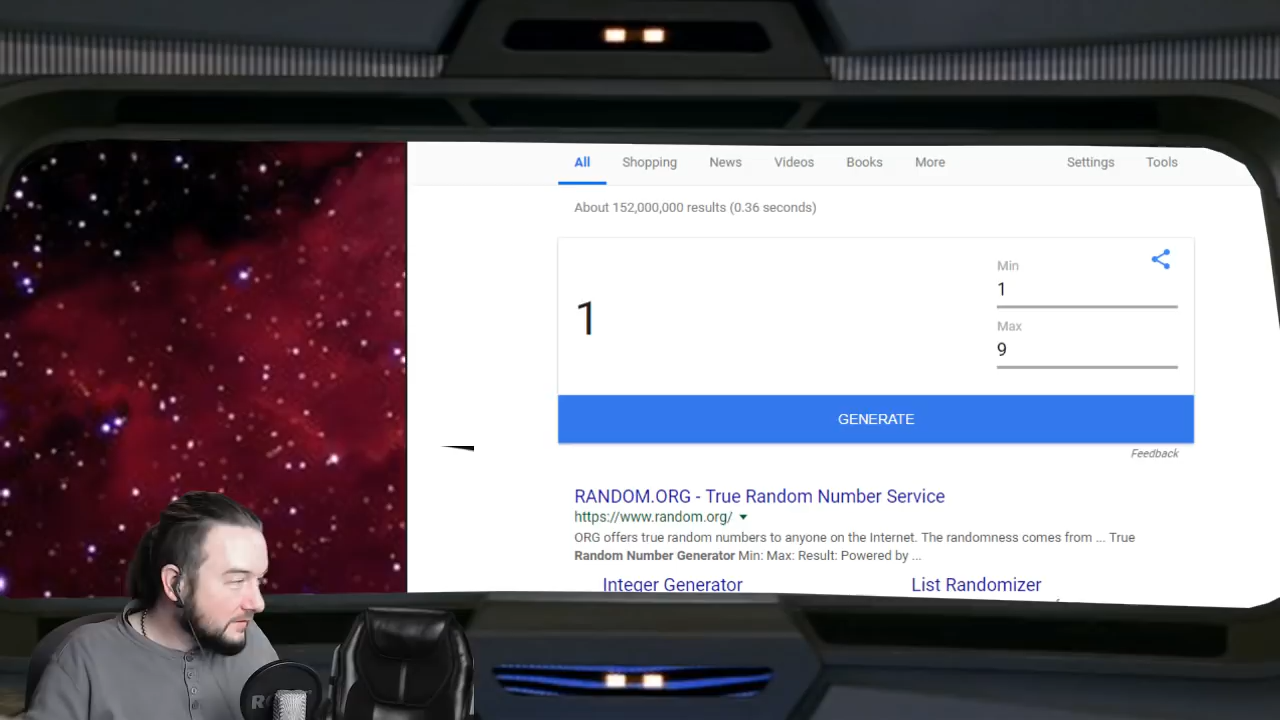 All Shopping News Videos Books More Settings Tools
About 152,000,000 results (0.36 seconds)
1
Min
1
Max
9
GENERATE
Feedback
RANDOM.ORG - True Random Number Service
https://www.random.org/
ORG offers true random numbers to anyone on the Internet. The randomness comes from ... True
Random Number Generator Min: Max: Result: Powered by ...
Integer Generator List Randomizer